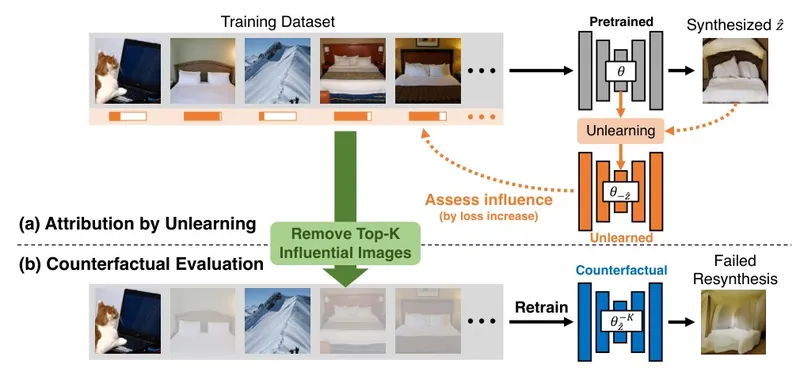 Training Dataset
Pretrained
Synthesized ẑ
θ
Unlearning
Assess influence
(by loss increase)
θ₋ẑ
Unlearned
(a) Attribution by Unlearning
Remove Top-K
Influential Images
(b) Counterfactual Evaluation
Counterfactual
Failed
Resynthesis
Retrain
θẑ⁻ᴷ